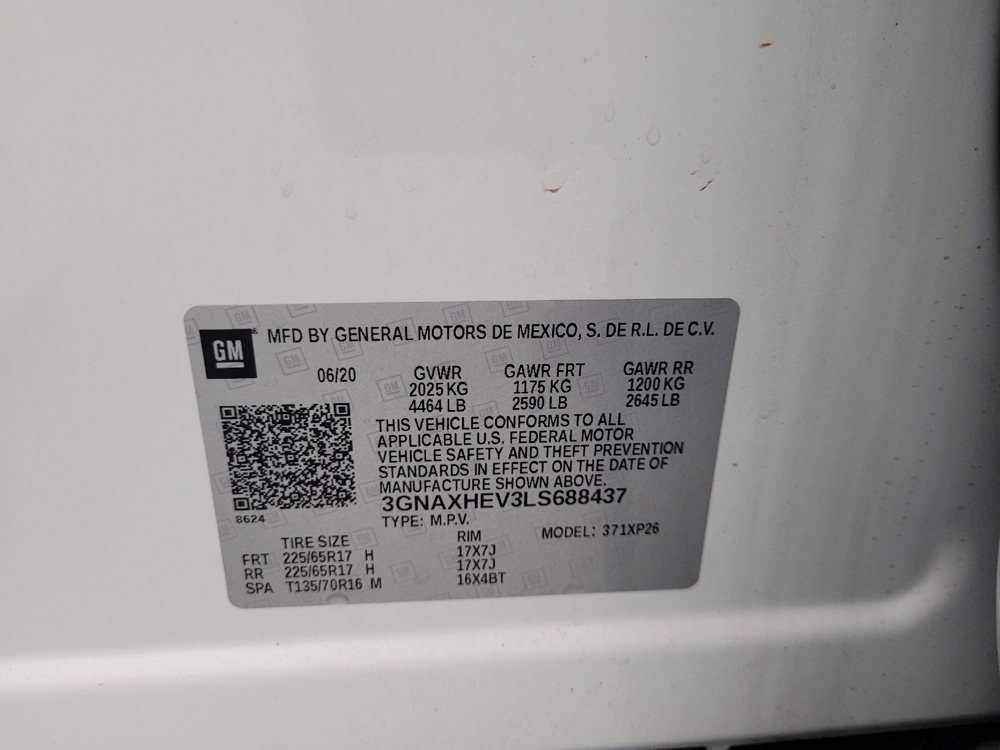 GM ® MFD BY GENERAL MOTORS DE MEXICO, S. DE R.L. DE C.V.
06/20 GVWR GAWR FRT GAWR RR
2025 KG 1175 KG 1200 KG
4464 LB 2590 LB 2645 LB
THIS VEHICLE CONFORMS TO ALL
APPLICABLE U.S. FEDERAL MOTOR
VEHICLE SAFETY AND THEFT PREVENTION
STANDARDS IN EFFECT ON THE DATE OF
MANUFACTURE SHOWN ABOVE.
3GNAXHEV3LS688437
8624
TYPE: M.P.V.
TIRE SIZE RIM MODEL: 371XP26
FRT 225/65R17 H 17X7J
RR 225/65R17 H 17X7J
SPA T135/70R16 M 16X4BT